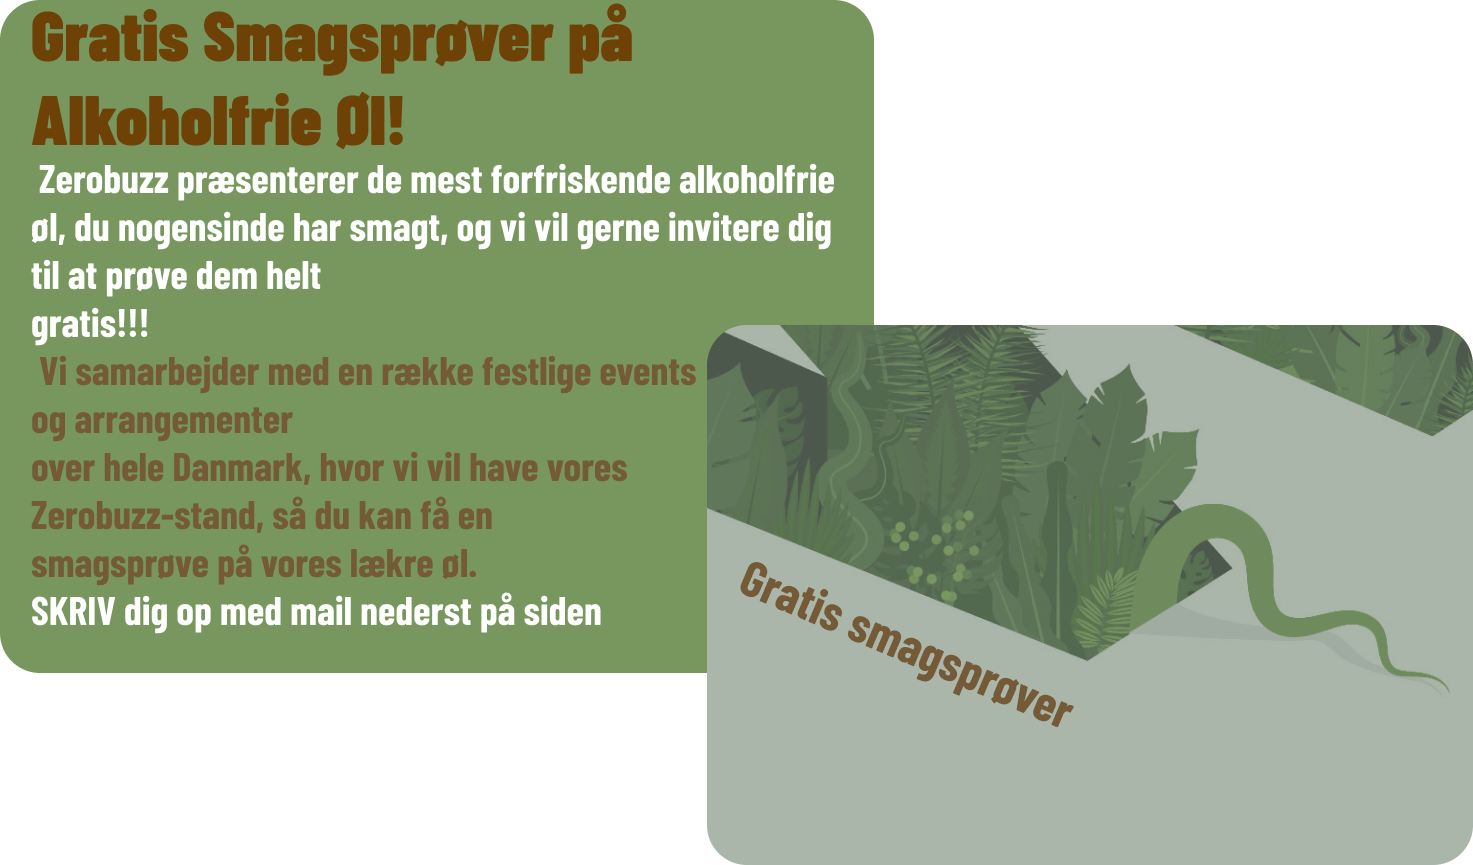 Gratis Smagsprøver på
Alkoholfrie Øl!
Zerobuzz præsenterer de mest forfriskende alkoholfrie
øl, du nogensinde har smagt, og vi vil gerne invitere dig
til at prøve dem helt
gratis!!!
Vi samarbejder med en række festlige events
og arrangementer
over hele Danmark, hvor vi vil have vores
Zerobuzz-stand, så du kan få en
smagsprøve på vores lækre øl.
SKRIV dig op med mail nederst på siden
Gratis smagsprøver